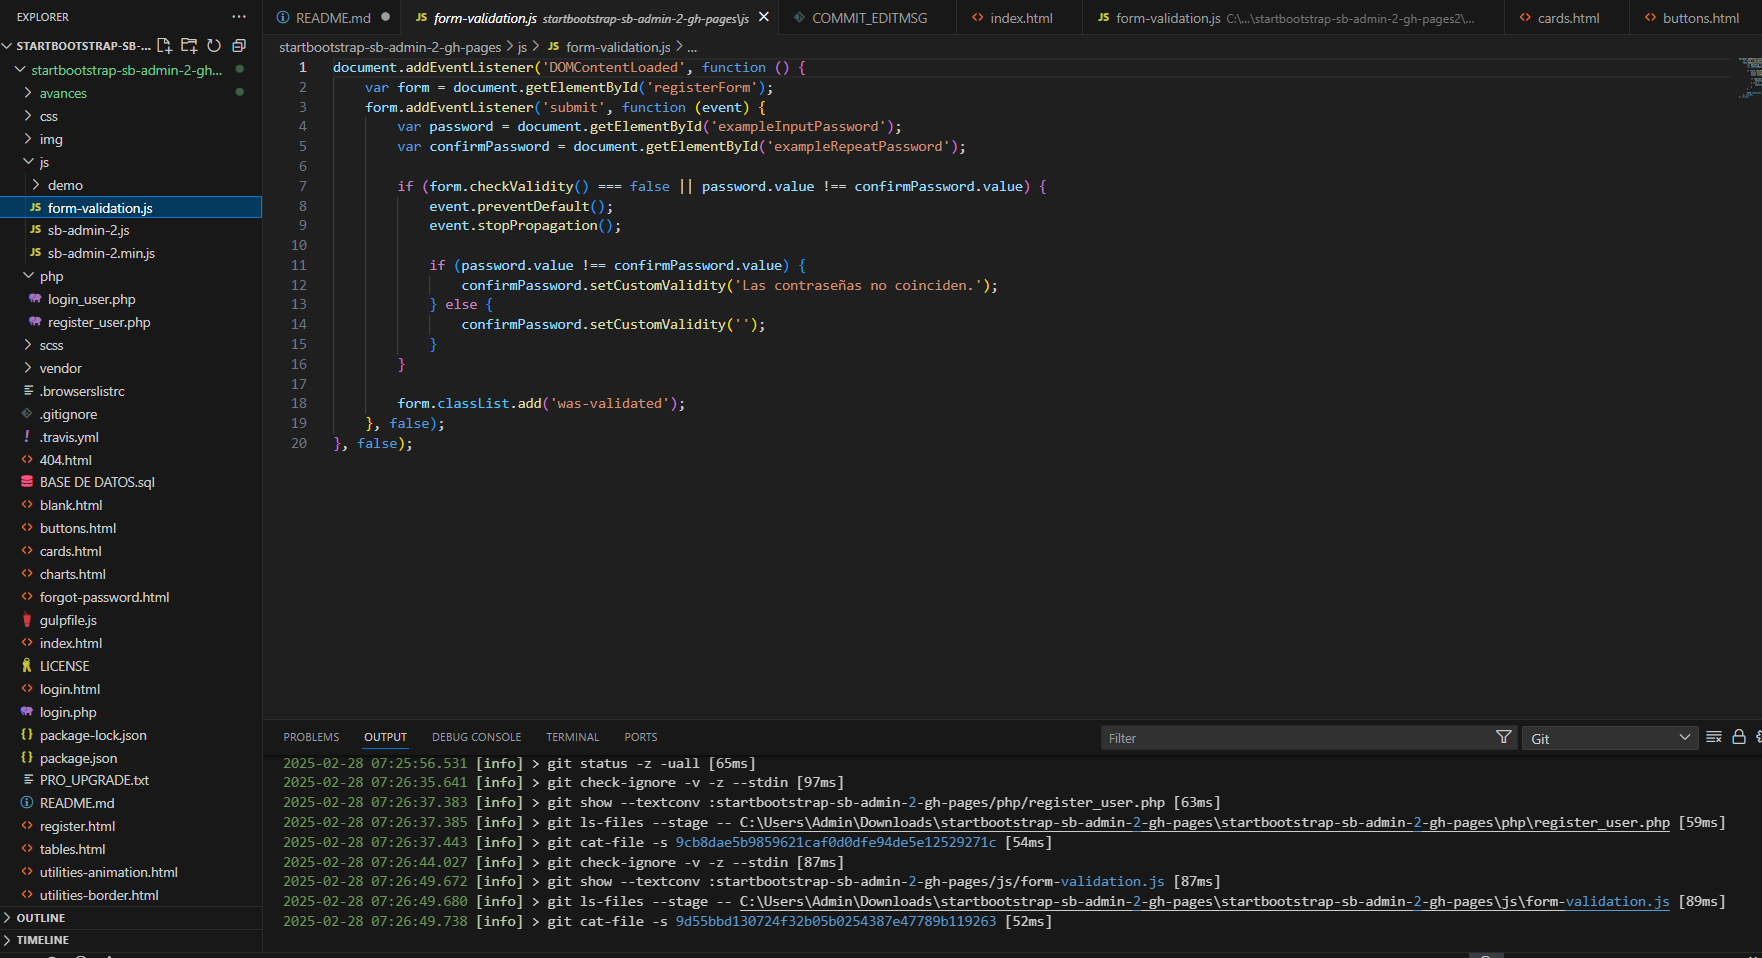 EXPLORER
STARTBOOTSTRAP-SB-...
startbootstrap-sb-admin-2-gh...
avances
css
img
js
demo
JS form-validation.js
JS sb-admin-2.js
JS sb-admin-2.min.js
php
login_user.php
register_user.php
scss
vendor
.browserslistrc
.gitignore
! .travis.yml
404.html
BASE DE DATOS.sql
blank.html
buttons.html
cards.html
charts.html
forgot-password.html
gulpfile.js
index.html
LICENSE
login.html
login.php
{} package-lock.json
{} package.json
PRO_UPGRADE.txt
README.md
register.html
tables.html
utilities-animation.html
utilities-border.html
OUTLINE
TIMELINE
README.md
JS form-validation.js startbootstrap-sb-admin-2-gh-pages\js
COMMIT_EDITMSG
index.html
JS form-validation.js C:\...\startbootstrap-sb-admin-2-gh-pages2\...
cards.html
buttons.html
startbootstrap-sb-admin-2-gh-pages > js > JS form-validation.js > ...
1 document.addEventListener('DOMContentLoaded', function () {
2 var form = document.getElementById('registerForm');
3 form.addEventListener('submit', function (event) {
4 var password = document.getElementById('exampleInputPassword');
5 var confirmPassword = document.getElementById('exampleRepeatPassword');
6
7 if (form.checkValidity() === false || password.value !== confirmPassword.value) {
8 event.preventDefault();
9 event.stopPropagation();
10
11 if (password.value !== confirmPassword.value) {
12 confirmPassword.setCustomValidity('Las contraseñas no coinciden.');
13 } else {
14 confirmPassword.setCustomValidity('');
15 }
16 }
17
18 form.classList.add('was-validated');
19 }, false);
20 }, false);
PROBLEMS OUTPUT DEBUG CONSOLE TERMINAL PORTS
Filter
Git
2025-02-28 07:25:56.531 [info] > git status -z -uall [65ms]
2025-02-28 07:26:35.641 [info] > git check-ignore -v -z --stdin [97ms]
2025-02-28 07:26:37.383 [info] > git show --textconv :startbootstrap-sb-admin-2-gh-pages/php/register_user.php [63ms]
2025-02-28 07:26:37.385 [info] > git ls-files --stage -- C:\Users\Admin\Downloads\startbootstrap-sb-admin-2-gh-pages\startbootstrap-sb-admin-2-gh-pages\php\register_user.php [59ms]
2025-02-28 07:26:37.443 [info] > git cat-file -s 9cb8dae5b9859621caf0d0dfe94de5e12529271c [54ms]
2025-02-28 07:26:44.027 [info] > git check-ignore -v -z --stdin [87ms]
2025-02-28 07:26:49.672 [info] > git show --textconv :startbootstrap-sb-admin-2-gh-pages/js/form-validation.js [87ms]
2025-02-28 07:26:49.680 [info] > git ls-files --stage -- C:\Users\Admin\Downloads\startbootstrap-sb-admin-2-gh-pages\startbootstrap-sb-admin-2-gh-pages\js\form-validation.js [89ms]
2025-02-28 07:26:49.738 [info] > git cat-file -s 9d55bbd130724f32b05b0254387e47789b119263 [52ms]